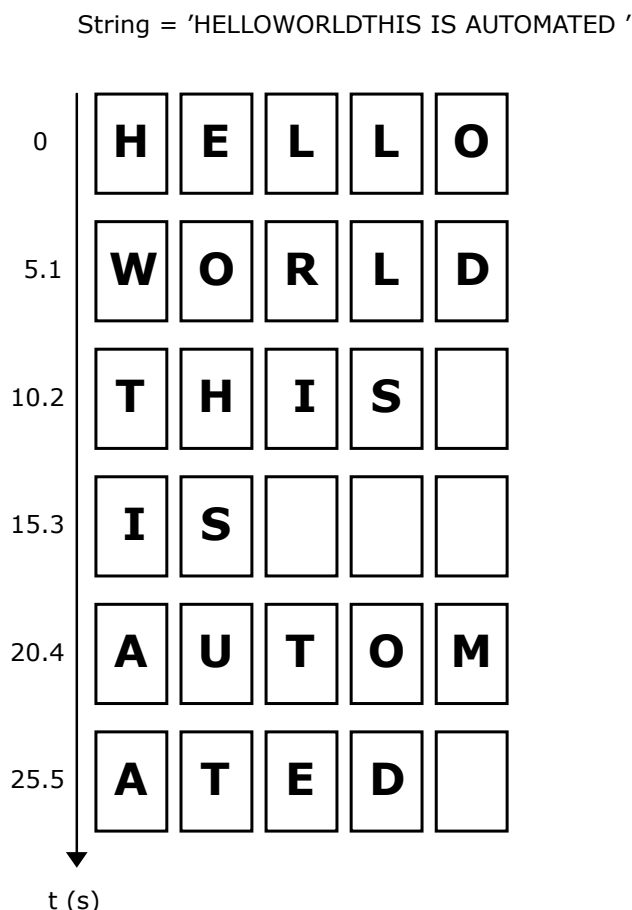 String = ′HELLOWORLDTHIS IS AUTOMATED ′
0 H E L L O
5.1 W O R L D
10.2 T H I S
15.3 I S
20.4 A U T O M
25.5 A T E D
t (s)